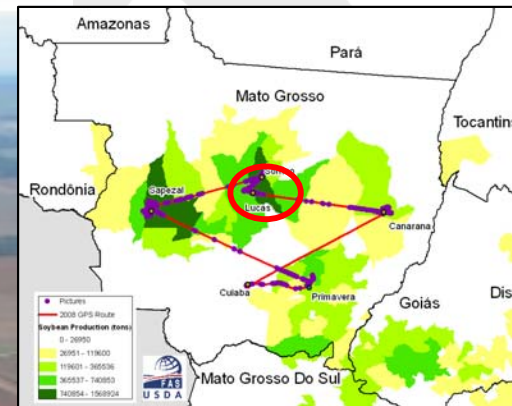 Amazonas
Pará
Mato Grosso
Tocantins
Rondônia
Sapezal
Lucas
Canarana
Cuiaba
Primavera
Goiás
Dis
Mato Grosso Do Sul
Pictures
2008 GPS Route
Soybean Production (tons)
0 - 26950
26951 - 119600
119601 - 365536
365537 - 740853
740854 - 1568924
FAS
USDA